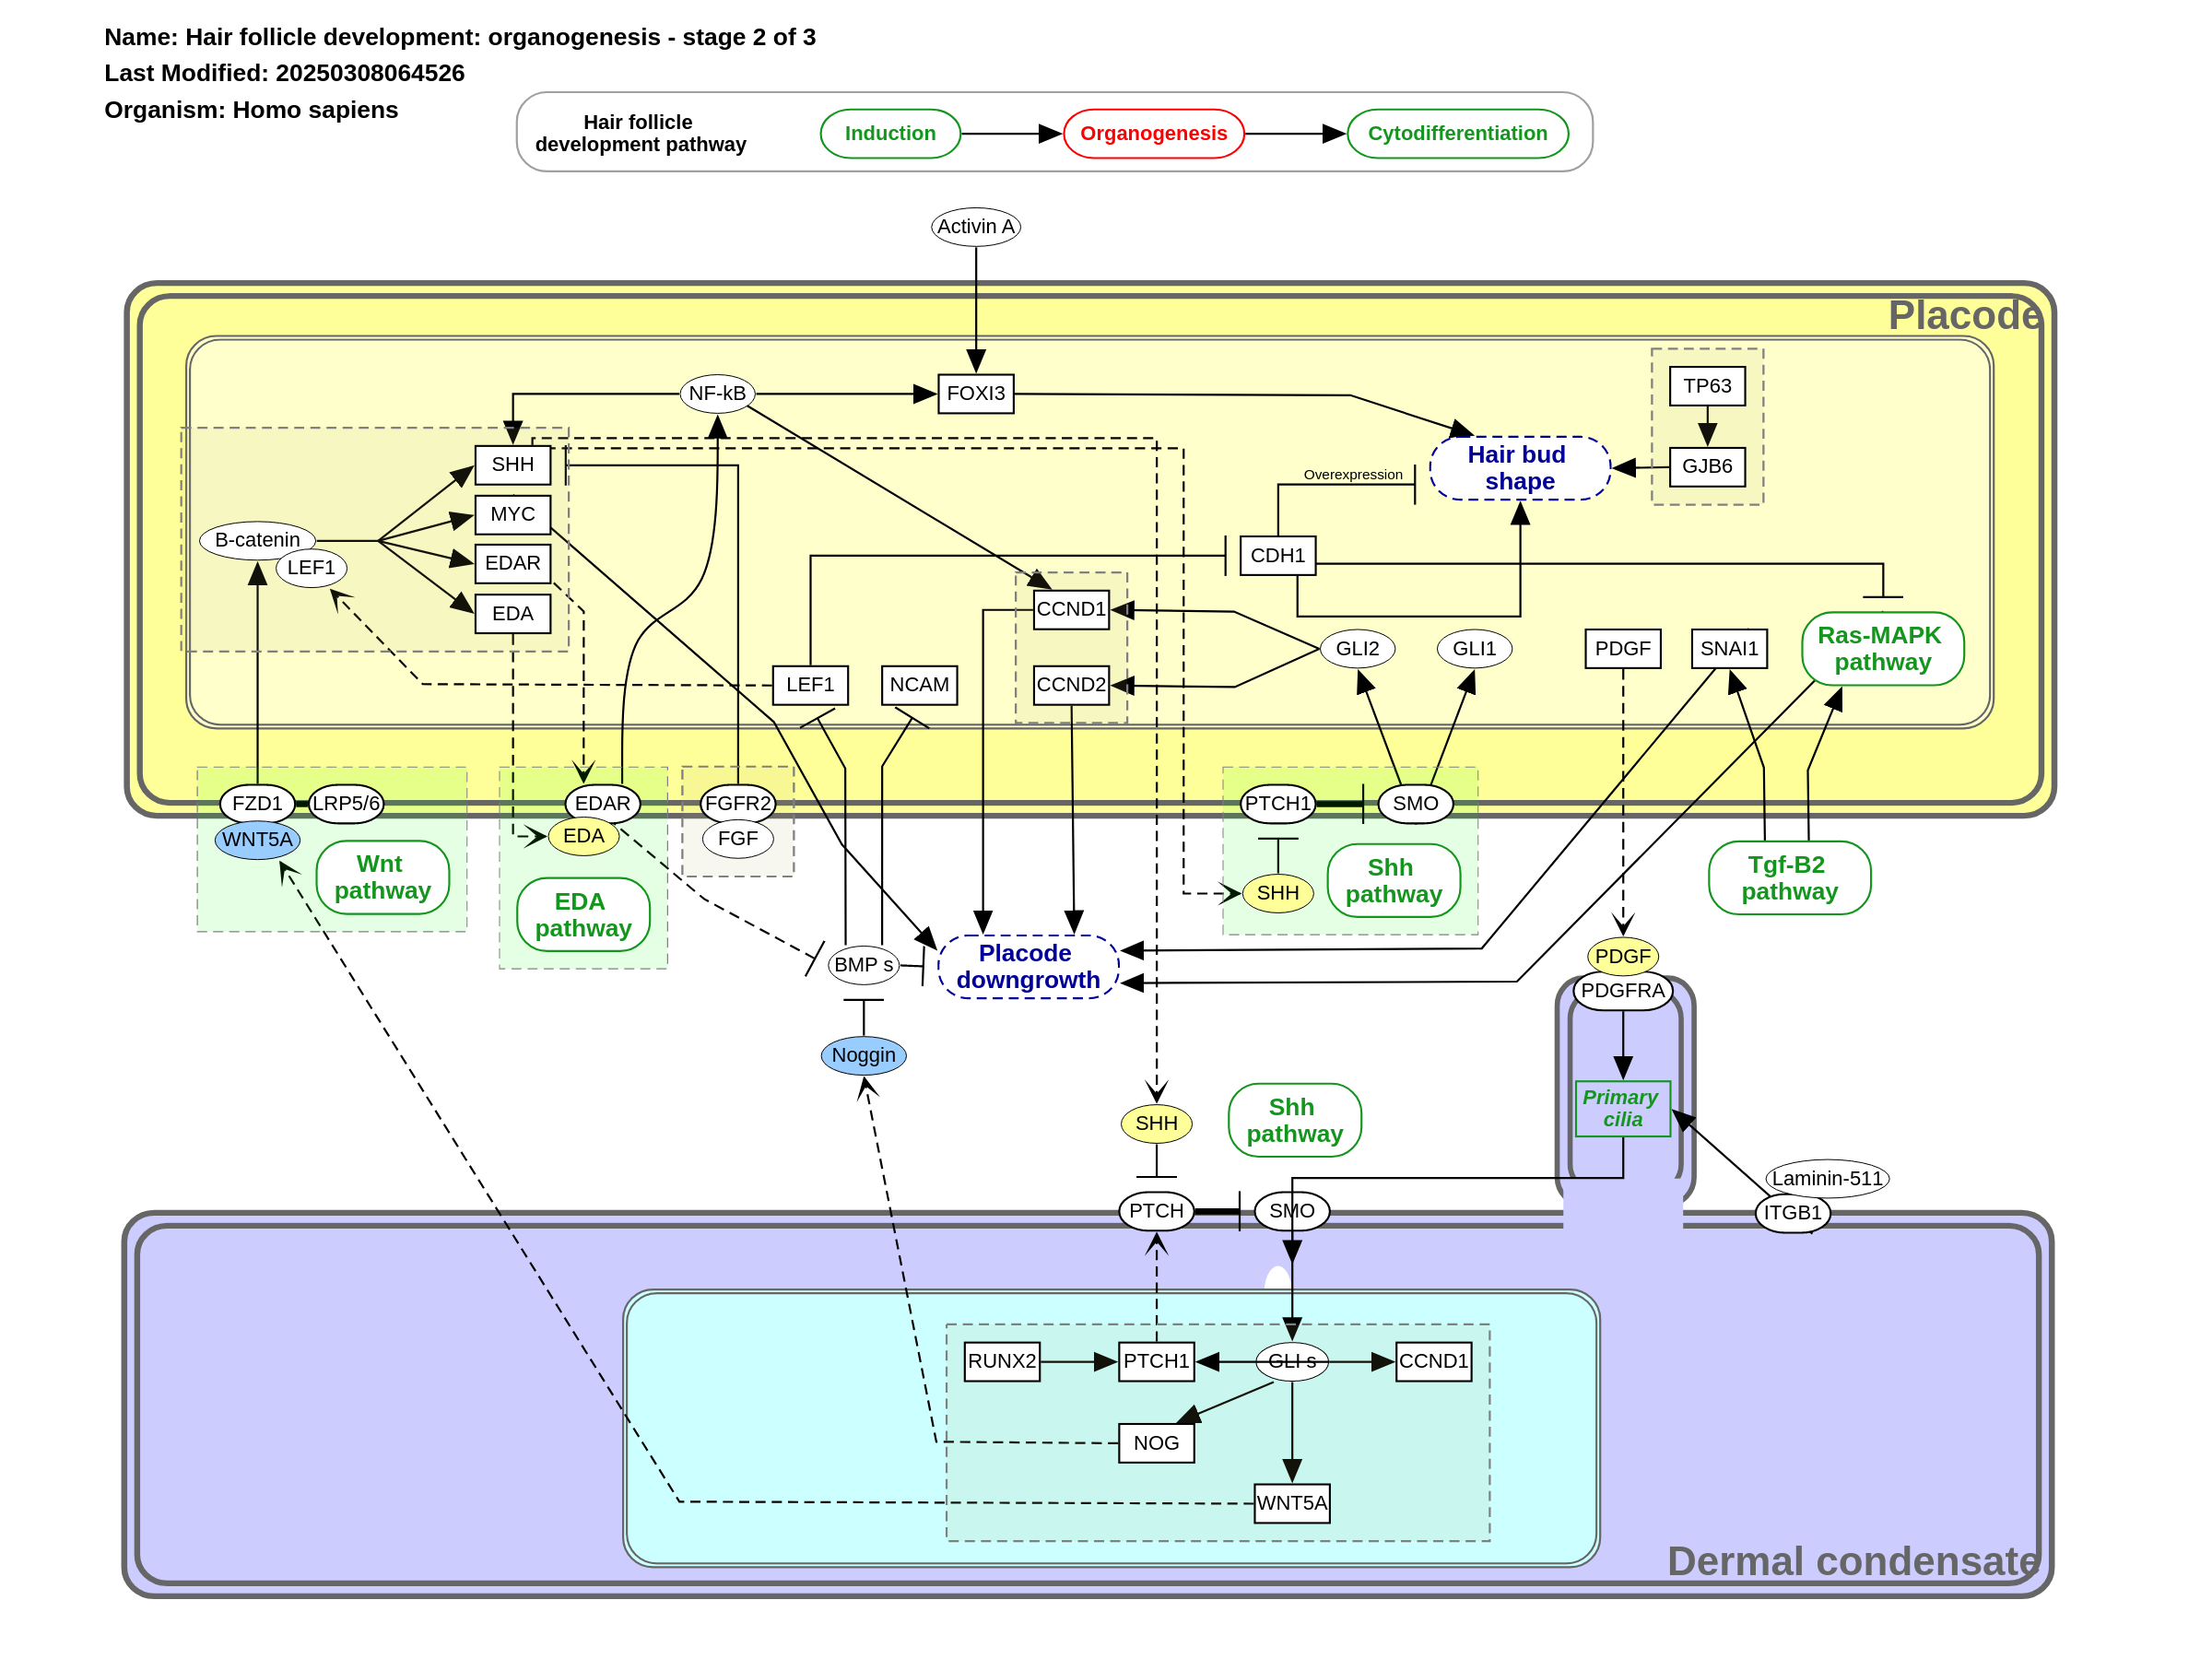 Name: Hair follicle development: organogenesis - stage 2 of 3
Last Modified: 20250308064526
Organism: Homo sapiens
Hair follicle
development pathway
Induction
Organogenesis
Cytodifferentiation
Activin A
Placode
NF-kB
FOXI3
TP63
GJB6
Hair bud
shape
Overexpression
SHH
MYC
EDAR
EDA
B-catenin
LEF1
CDH1
CCND1
CCND2
GLI2
GLI1
PDGF
SNAI1
Ras-MAPK
pathway
LEF1
NCAM
FZD1
LRP5/6
WNT5A
Wnt
pathway
EDAR
EDA
EDA
pathway
FGFR2
FGF
PTCH1
SMO
SHH
Shh
pathway
Tgf-B2
pathway
BMP s
Placode
downgrowth
PDGF
PDGFRA
Noggin
Primary
cilia
SHH
Shh
pathway
Laminin-511
ITGB1
PTCH
SMO
RUNX2
PTCH1
GLI s
CCND1
NOG
WNT5A
Dermal condensate